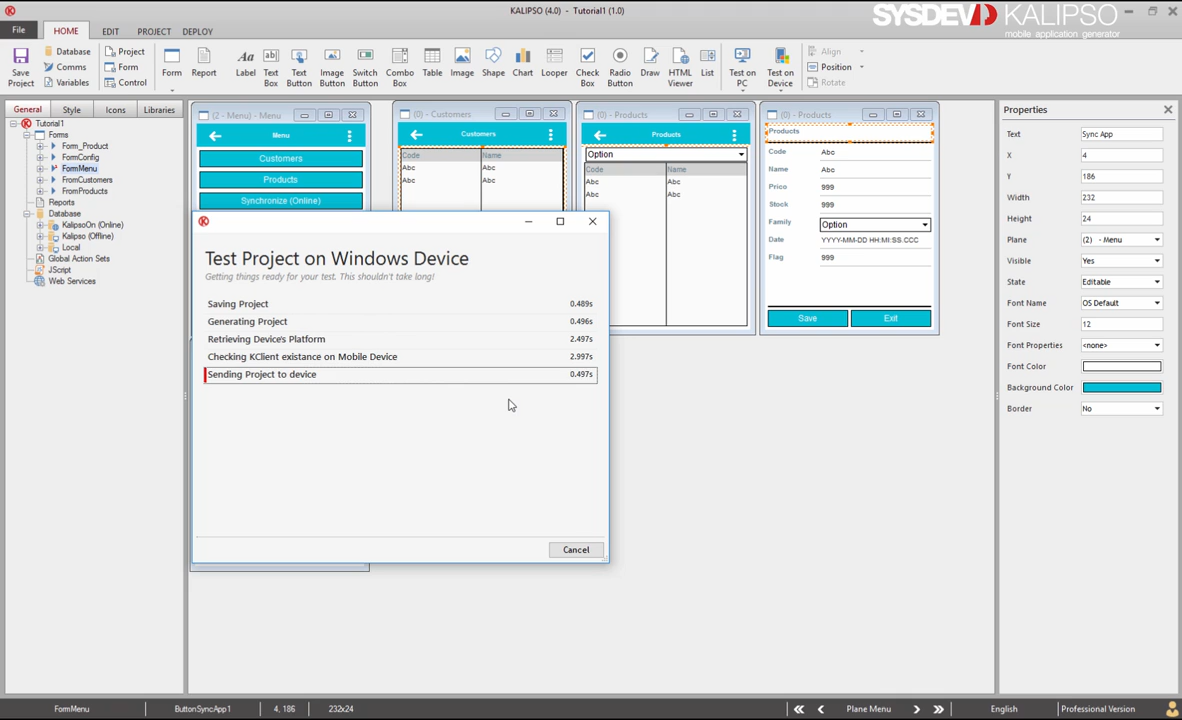 KALIPSO (4.0) - Tutorial1 (1.0)
SYSDEV KALIPSO
mobile application generator
File HOME EDIT PROJECT DEPLOY
Save Project
Database
Comms
Variables
Project
Form
Control
Form
Report
Label
Text Box
Text Button
Image Button
Switch Button
Combo Box
Table
Image
Shape
Chart
Looper
Check Box
Radio Button
Draw
HTML Viewer
List
Test on PC
Test on Device
Align
Position
Rotate
General Style Icons Libraries
Tutorial1
Forms
Form_Product
FormConfig
FormMenu
FromCustomers
FromProducts
Reports
Database
KalipsoOn (Online)
Kalipso (Offline)
Local
Global Action Sets
JScript
Web Services
(2 - Menu) - Menu
Menu
Customers
Products
Synchronize (Online)
(0) - Customers
Customers
Code Name
Abc Abc
Abc Abc
(0) - Products
Products
Option
Code Name
Abc Abc
Abc Abc
(0) - Products
Products
Code Abc
Name Abc
Price 999
Stock 999
Family Option
Date YYYY-MM-DD HH:MI:SS.CCC
Flag 999
Save Exit
Test Project on Windows Device
Getting things ready for your test. This shouldn't take long!
Saving Project 0.489s
Generating Project 0.496s
Retrieving Device's Platform 2.497s
Checking KClient existance on Mobile Device 2.997s
Sending Project to device 0.497s
Cancel
Properties
Text Sync App
X 4
Y 186
Width 232
Height 24
Plane (2) - Menu
Visible Yes
State Editable
Font Name OS Default
Font Size 12
Font Properties <none>
Font Color
Background Color
Border No
FormMenu ButtonSyncApp1 4, 186 232x24 Plane Menu English Professional Version